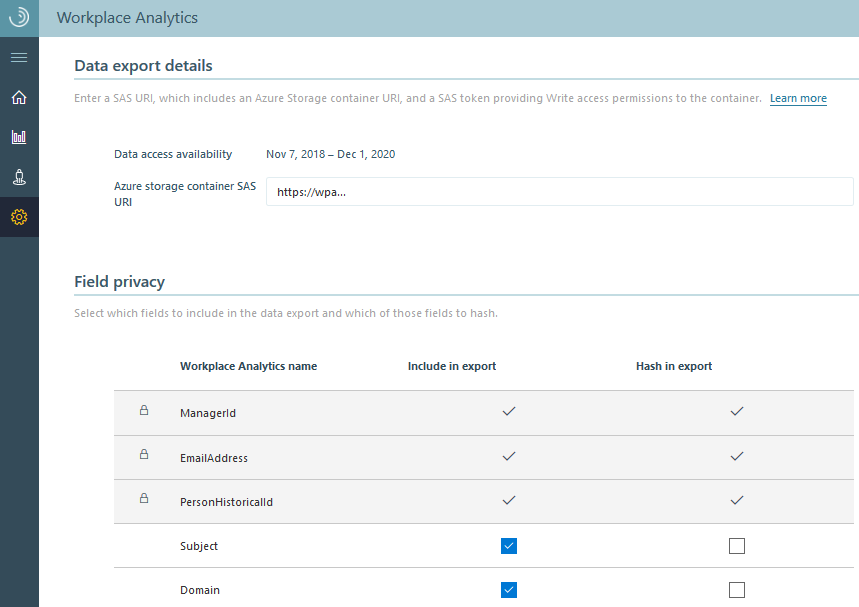 Workplace Analytics
Data export details
Enter a SAS URI, which includes an Azure Storage container URI, and a SAS token providing Write access permissions to the container. Learn more
Data access availability Nov 7, 2018 – Dec 1, 2020
Azure storage container SAS
URI
https://wpa...
Field privacy
Select which fields to include in the data export and which of those fields to hash.
Workplace Analytics name Include in export Hash in export
ManagerId
EmailAddress
PersonHistoricalId
Subject
Domain